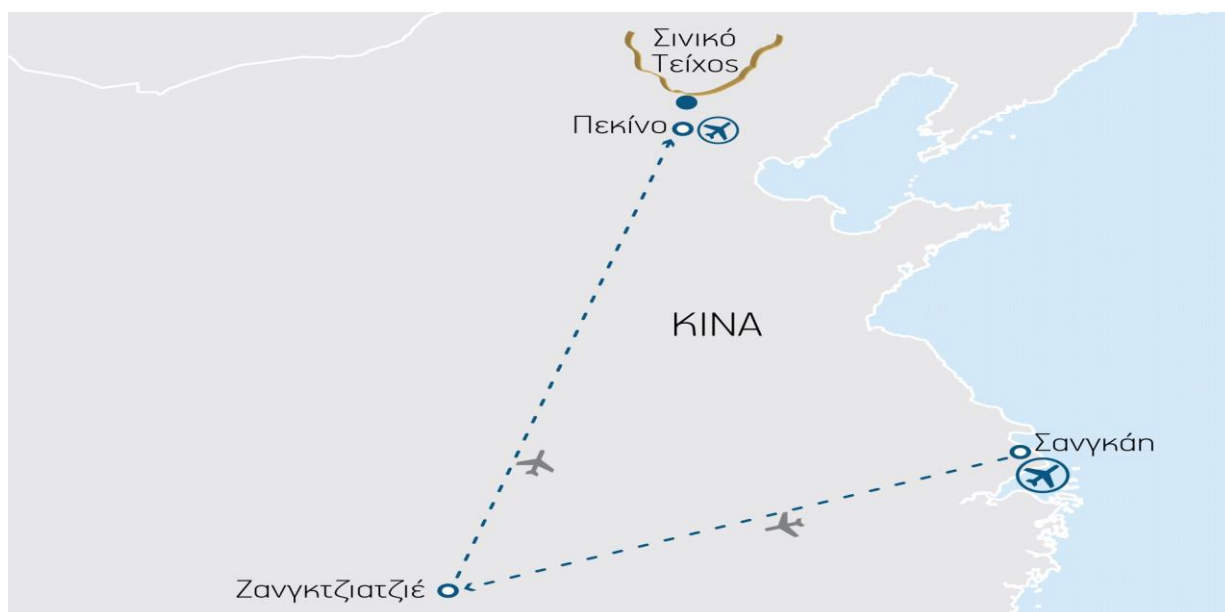 Σινικό
Τείχος
Πεκίνο
ΚΙΝΑ
Σανγκάη
Ζανγκτζιατζιέ